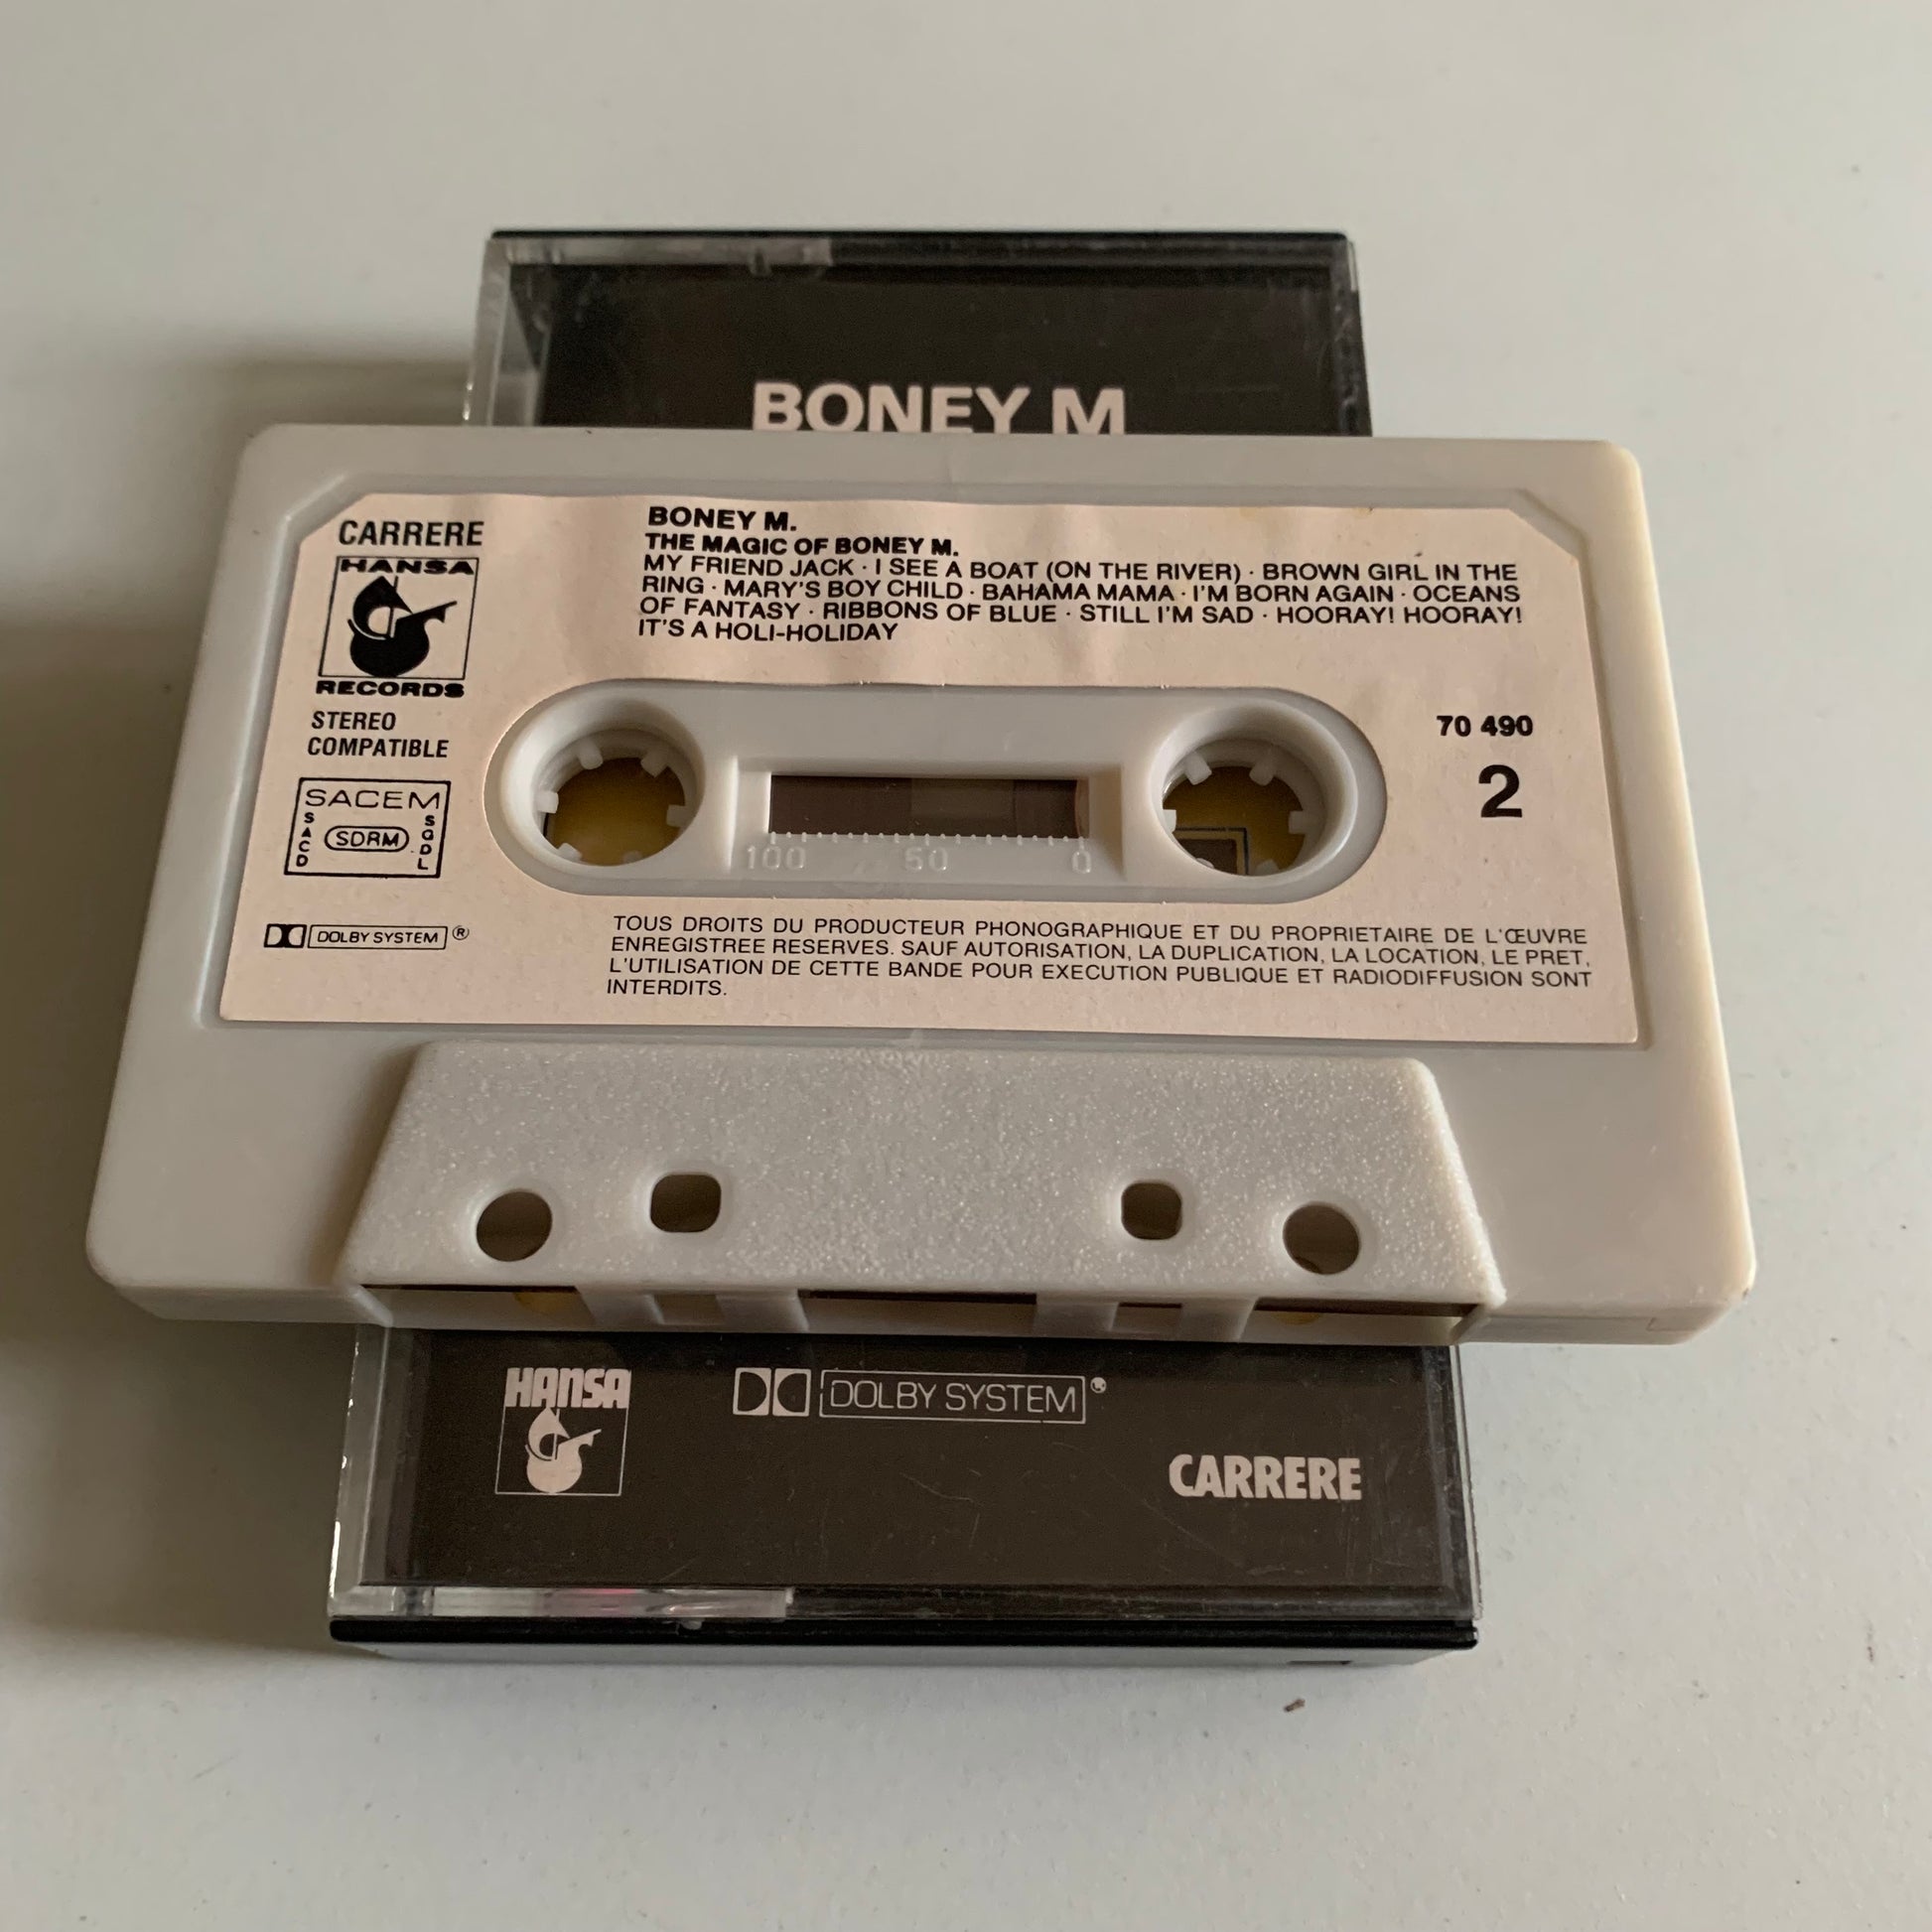 BONEY M
CARRERE
HANSA
RECORDS
STEREO
COMPATIBLE
SACEM
SACD
SDRM
SGDL
DOLBY SYSTEM ®
BONEY M.
THE MAGIC OF BONEY M.
MY FRIEND JACK · I SEE A BOAT (ON THE RIVER) · BROWN GIRL IN THE
RING · MARY'S BOY CHILD · BAHAMA MAMA · I'M BORN AGAIN · OCEANS
OF FANTASY · RIBBONS OF BLUE · STILL I'M SAD · HOORAY! HOORAY!
IT'S A HOLI-HOLIDAY
70 490
2
100 50 0
TOUS DROITS DU PRODUCTEUR PHONOGRAPHIQUE ET DU PROPRIETAIRE DE L'ŒUVRE
ENREGISTREE RESERVES. SAUF AUTORISATION, LA DUPLICATION, LA LOCATION, LE PRET,
L'UTILISATION DE CETTE BANDE POUR EXECUTION PUBLIQUE ET RADIODIFFUSION SONT
INTERDITS.
HANSA
DOLBY SYSTEM ®
CARRERE